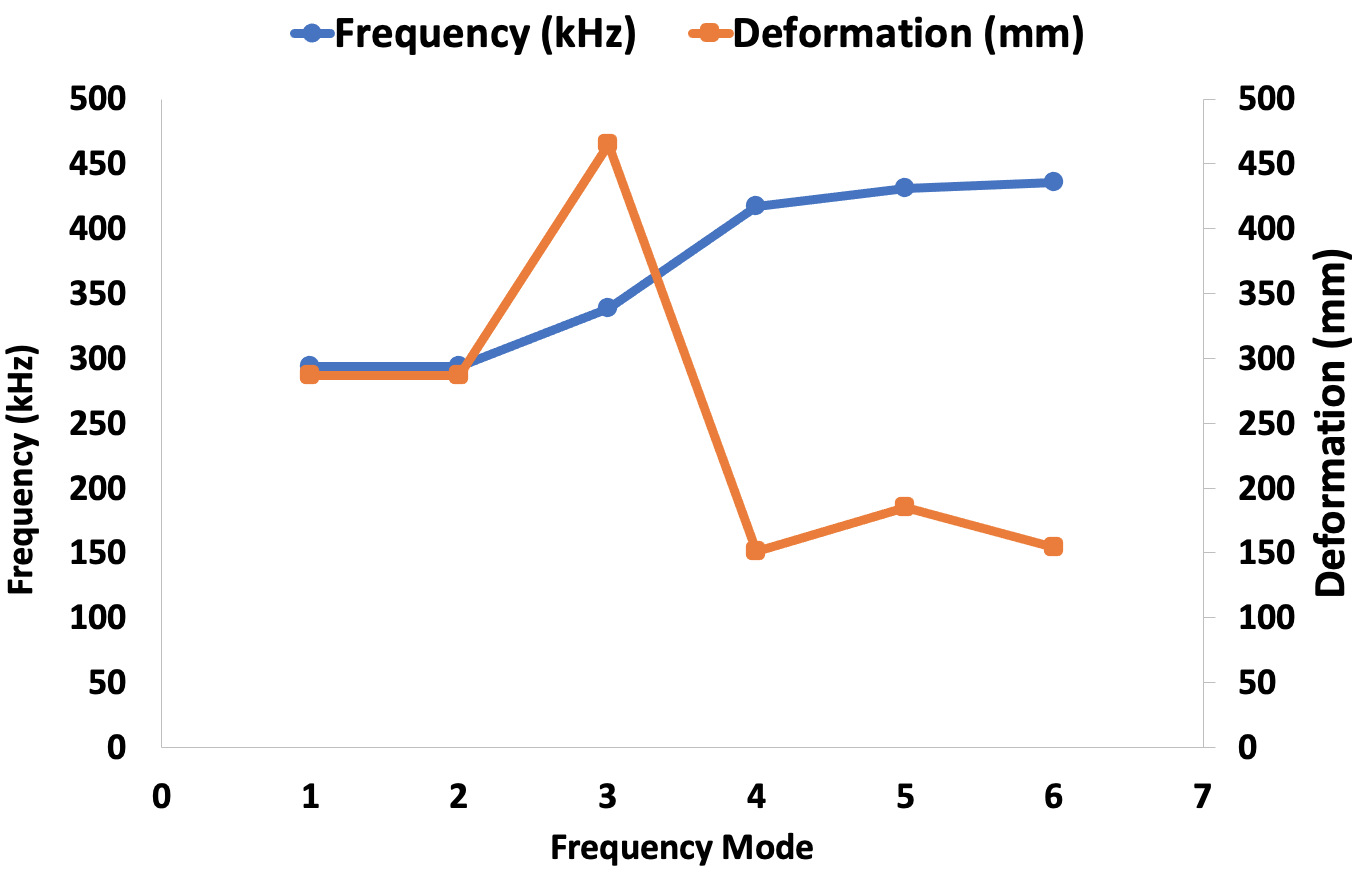 Frequency (kHz) Deformation (mm)
500 500
450 450
400 400
350 350
300 300
250 250
200 200
150 150
100 100
50 50
0 0
Frequency (kHz)
Deformation (mm)
0 1 2 3 4 5 6 7
Frequency Mode